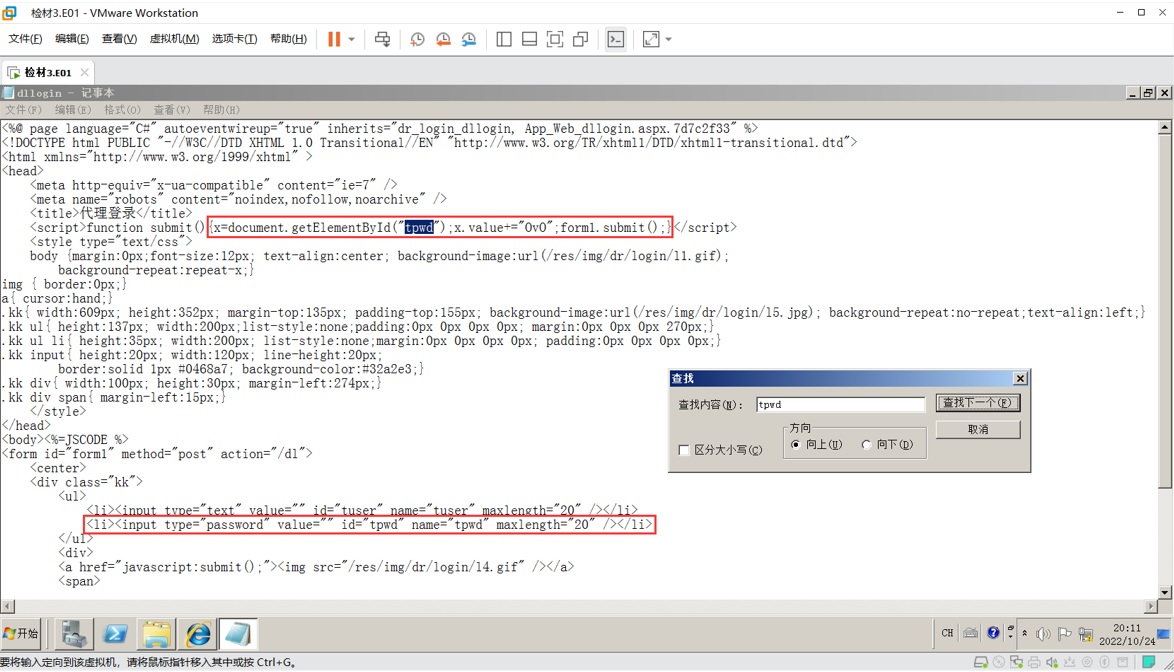 检材3.E01 - VMware Workstation
文件(F) 编辑(E) 查看(V) 虚拟机(M) 选项卡(T) 帮助(H)
检材3.E01
dllogin - 记事本
文件(F) 编辑(E) 格式(O) 查看(V) 帮助(H)
<%@ page language="C#" autoeventwireup="true" inherits="dr_login_dllogin, App_Web_dllogin.aspx.7d7c2f33" %>
<!DOCTYPE html PUBLIC "-//W3C//DTD XHTML 1.0 Transitional//EN" "http://www.w3.org/TR/xhtml1/DTD/xhtml1-transitional.dtd">
<html xmlns="http://www.w3.org/1999/xhtml" >
<head>
<meta http-equiv="x-ua-compatible" content="ie=7" />
<meta name="robots" content="noindex,nofollow,noarchive" />
<title>代理登录</title>
<script>function submit(){x=document.getElementById("tpwd");x.value+="OvO";form1.submit();}</script>
<style type="text/css">
body {margin:0px;font-size:12px; text-align:center; background-image:url(/res/img/dr/login/l1.gif);
background-repeat:repeat-x;}
img { border:0px;}
a{ cursor:hand;}
.kk{ width:609px; height:352px; margin-top:135px; padding-top:155px; background-image:url(/res/img/dr/login/l5.jpg); background-repeat:no-repeat;text-align:left;}
.kk ul{ height:137px; width:200px;list-style:none;padding:0px 0px 0px 0px; margin:0px 0px 0px 270px;}
.kk ul li{ height:35px; width:200px; list-style:none;margin:0px 0px 0px 0px; padding:0px 0px 0px 0px;}
.kk input{ height:20px; width:120px; line-height:20px;
border:solid 1px #0468a7; background-color:#32a2e3;}
.kk div{ width:100px; height:30px; margin-left:274px;}
.kk div span{ margin-left:15px;}
</style>
</head>
<body><%=JSCODE %>
<form id="form1" method="post" action="/dl">
<center>
<div class="kk">
<ul>
<li><input type="text" value="" id="tuser" name="tuser" maxlength="20" /></li>
<li><input type="password" value="" id="tpwd" name="tpwd" maxlength="20" /></li>
</ul>
<div>
<a href="javascript:submit();"><img src="/res/img/dr/login/l4.gif" /></a>
<span>
查找
查找内容(N): tpwd 查找下一个(F)
方向 取消
区分大小写(C) 向上(U) 向下(D)
开始
CH 20:11
2022/10/24
要将输入定向到该虚拟机，请将鼠标指针移入其中或按 Ctrl+G。